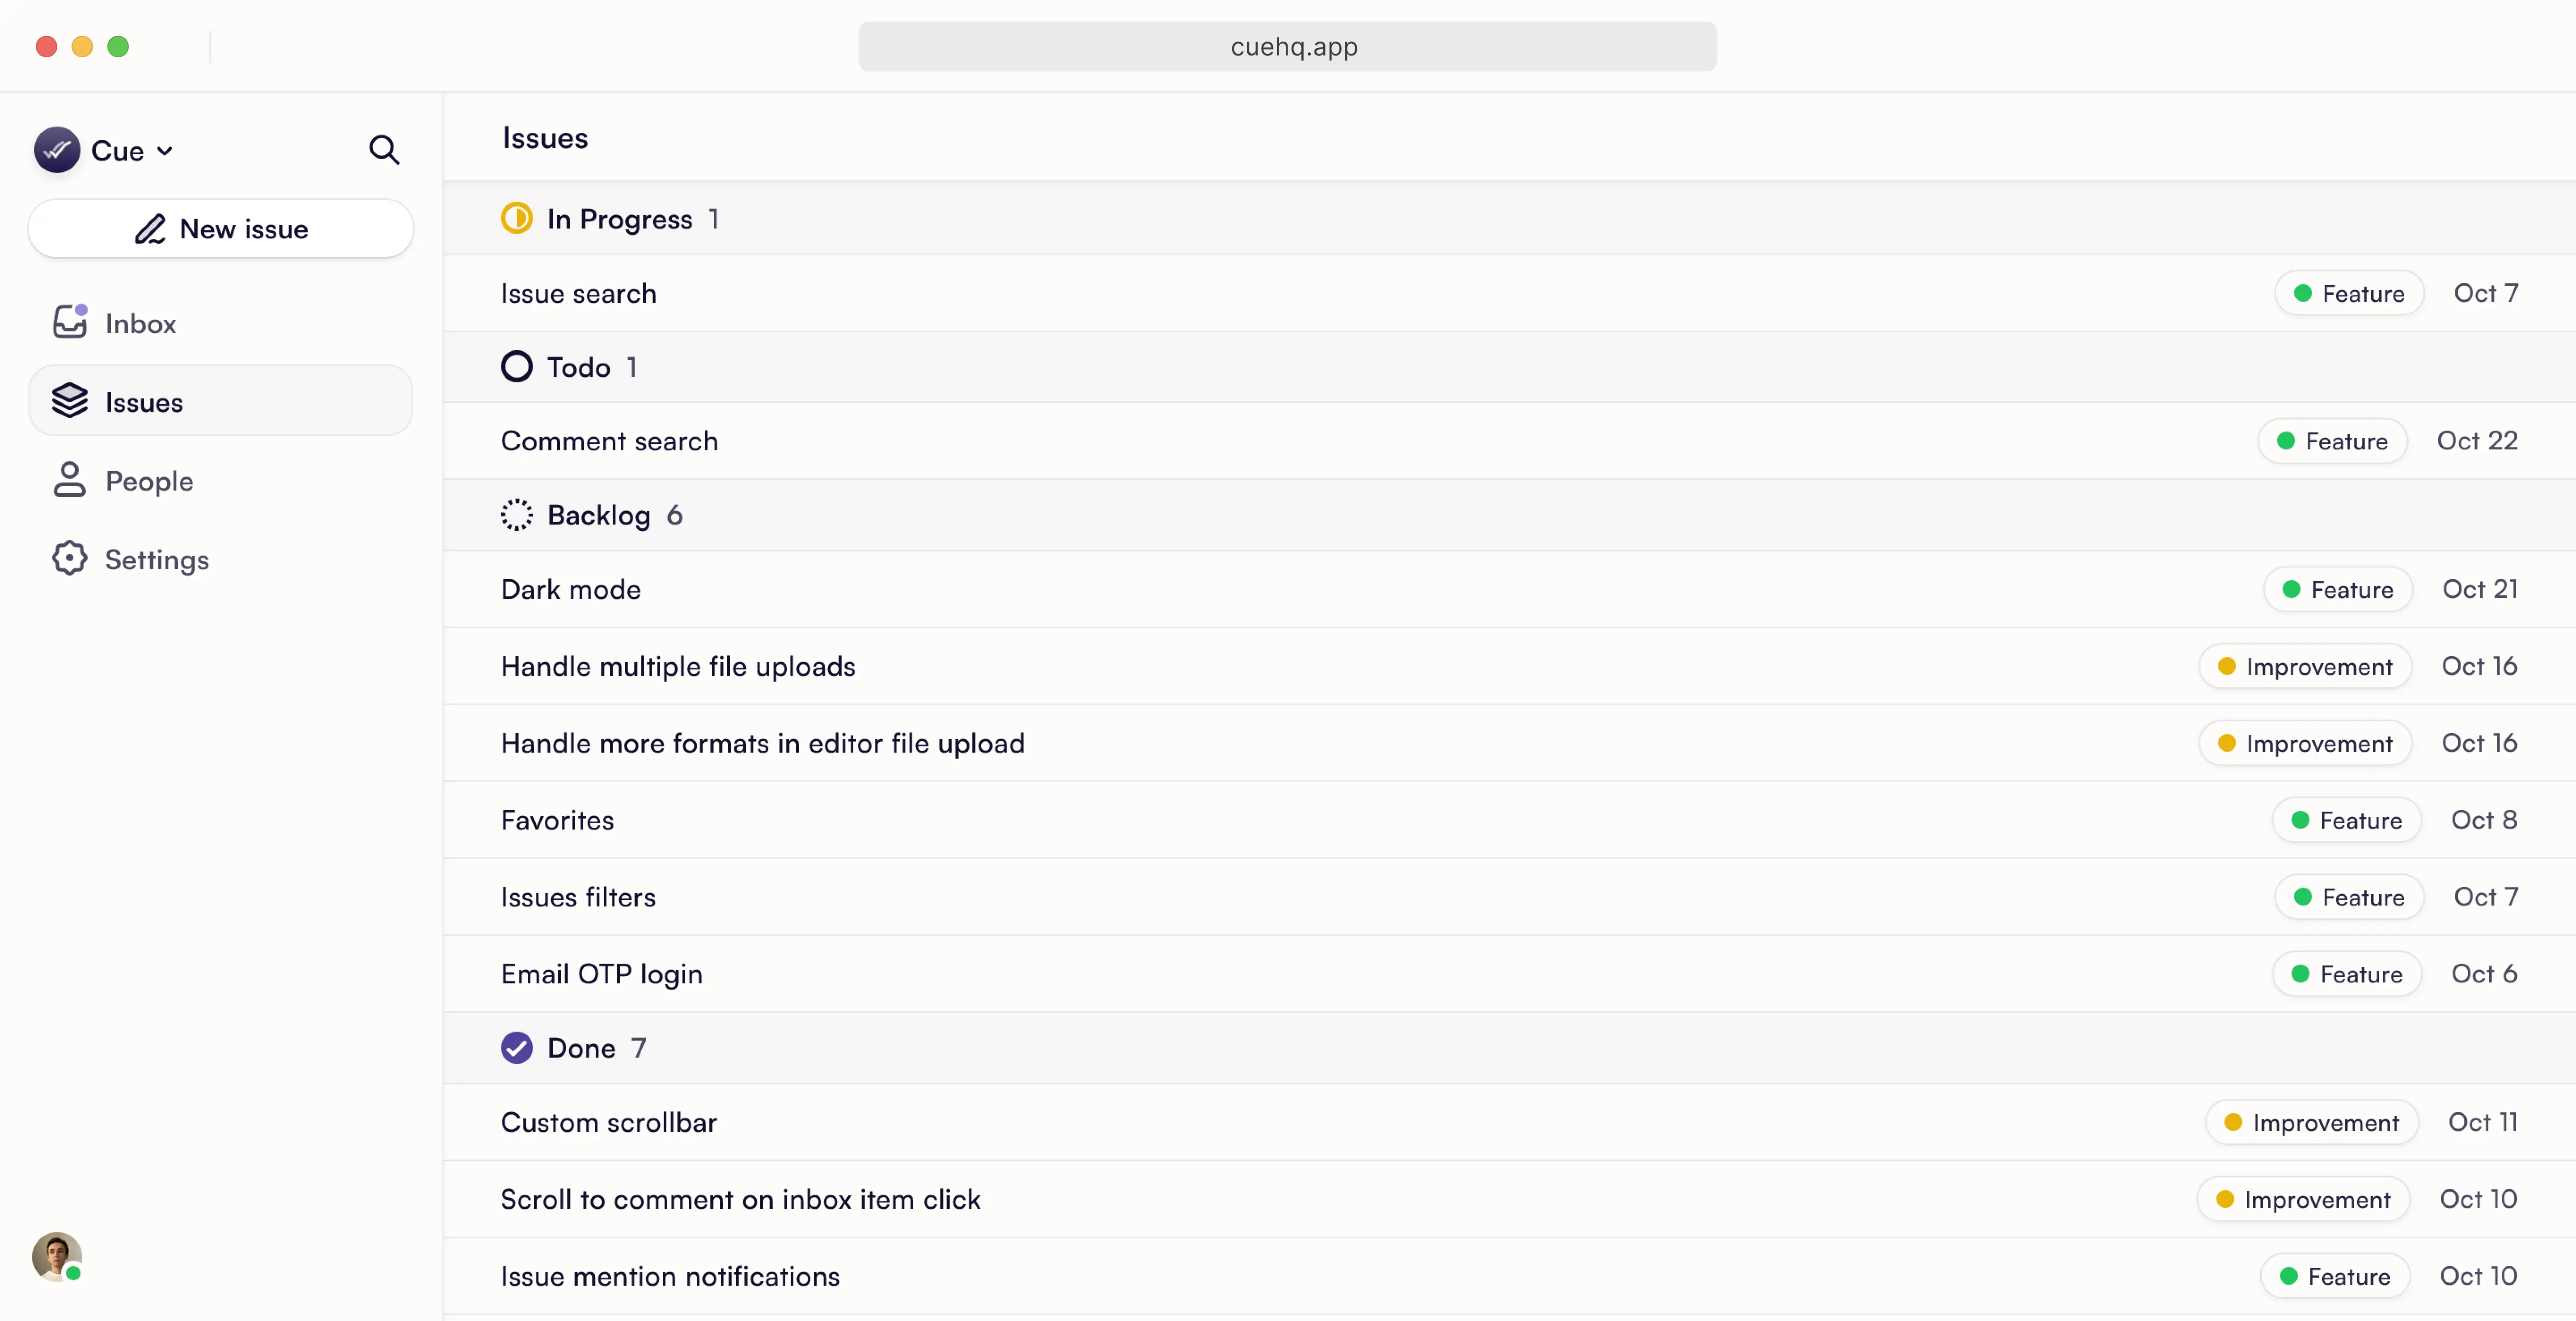 cuehq.app
Cue
New issue
Inbox
Issues
People
Settings
Issues
In Progress 1
Issue search Feature Oct 7
Todo 1
Comment search Feature Oct 22
Backlog 6
Dark mode Feature Oct 21
Handle multiple file uploads Improvement Oct 16
Handle more formats in editor file upload Improvement Oct 16
Favorites Feature Oct 8
Issues filters Feature Oct 7
Email OTP login Feature Oct 6
Done 7
Custom scrollbar Improvement Oct 11
Scroll to comment on inbox item click Improvement Oct 10
Issue mention notifications Feature Oct 10